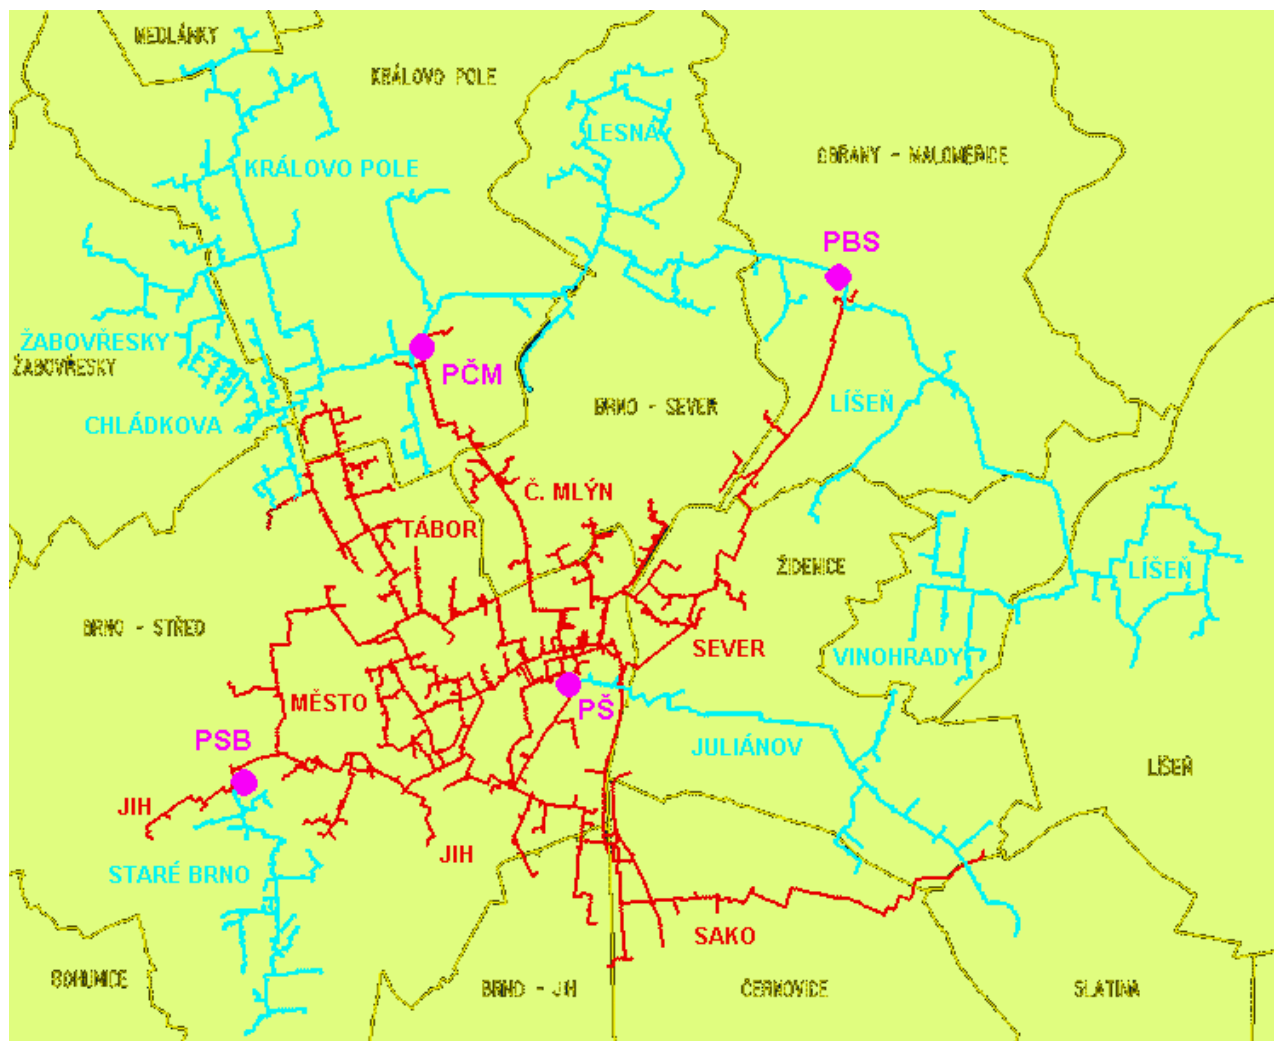 MEDLÁNKY
KRÁLOVO POLE
LESNÁ
OBŘANY - MALOMĚŘICE
KRÁLOVO POLE
PBS
ŽABOVŘESKY
ŽABOVŘESKY
PČM
BRNO - SEVER
LÍŠEŇ
CHLÁDKOVA
Č. MLÝN
TÁBOR
ŽIDENICE
LÍŠEŇ
BRNO - STŘED
SEVER
VINOHRADY
MĚSTO
PŠ
PSB
JULIÁNOV
LÍŠEŇ
JIH
JIH
STARÉ BRNO
SAKO
BOHUNICE
BRNO - JIH
ČERNOVICE
SLATINA